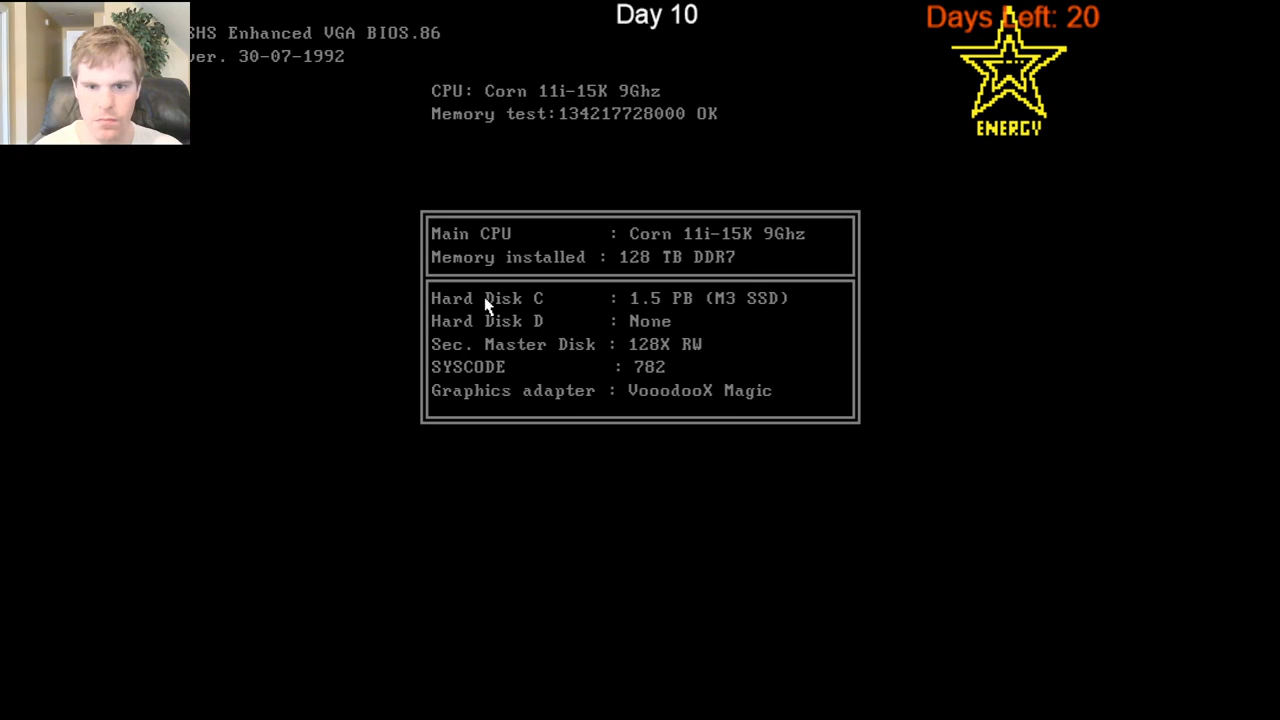 Day 10
Days Left: 20
SHS Enhanced VGA BIOS.86
ver. 30-07-1992
ENERGY
CPU: Corn 11i-15K 9Ghz
Memory test:134217728000 OK
Main CPU : Corn 11i-15K 9Ghz
Memory installed : 128 TB DDR7
Hard Disk C : 1.5 PB (M3 SSD)
Hard Disk D : None
Sec. Master Disk : 128X RW
SYSCODE : 782
Graphics adapter : VooodooX Magic